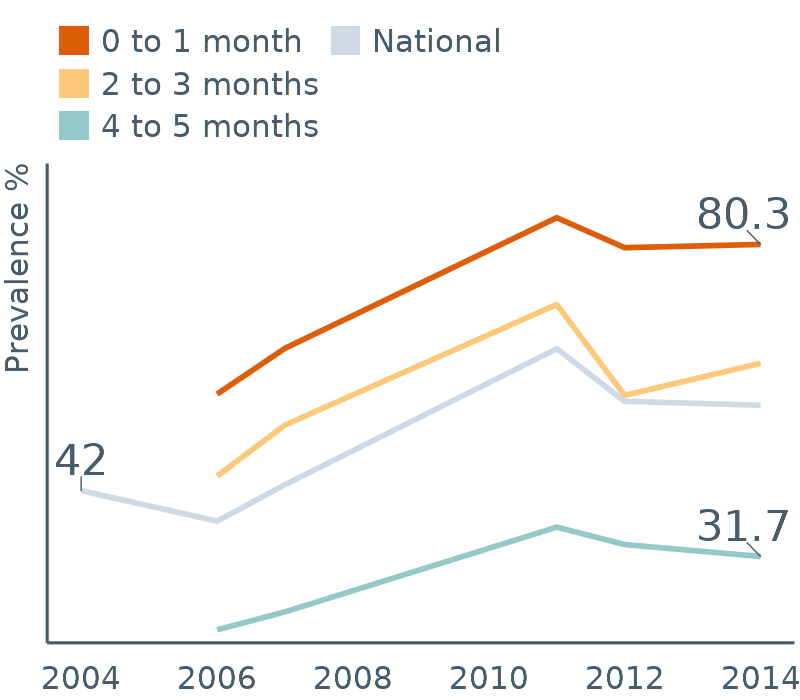 0 to 1 month
National
2 to 3 months
4 to 5 months
Prevalence %
80.3
42
31.7
2004 2006 2008 2010 2012 2014